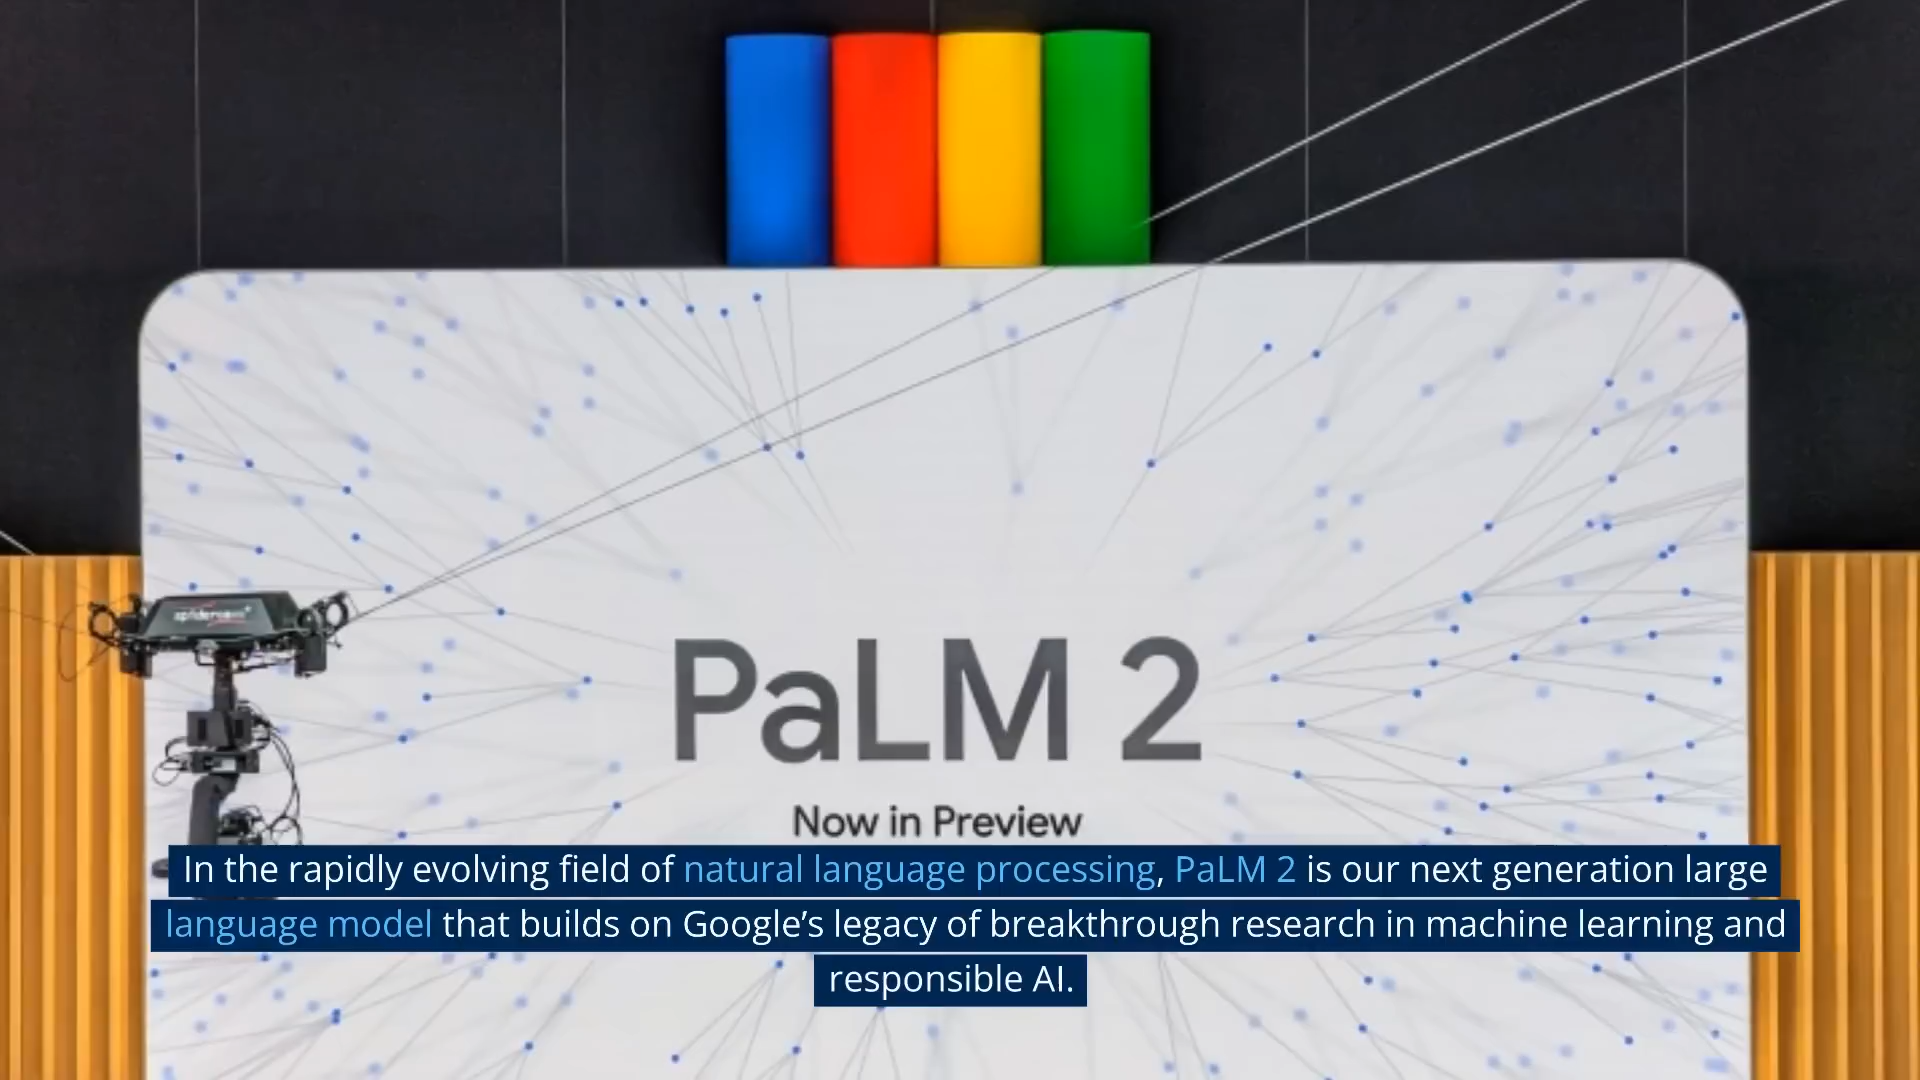 spidercam
PaLM 2
Now in Preview
In the rapidly evolving field of natural language processing, PaLM 2 is our next generation large
language model that builds on Google’s legacy of breakthrough research in machine learning and
responsible AI.